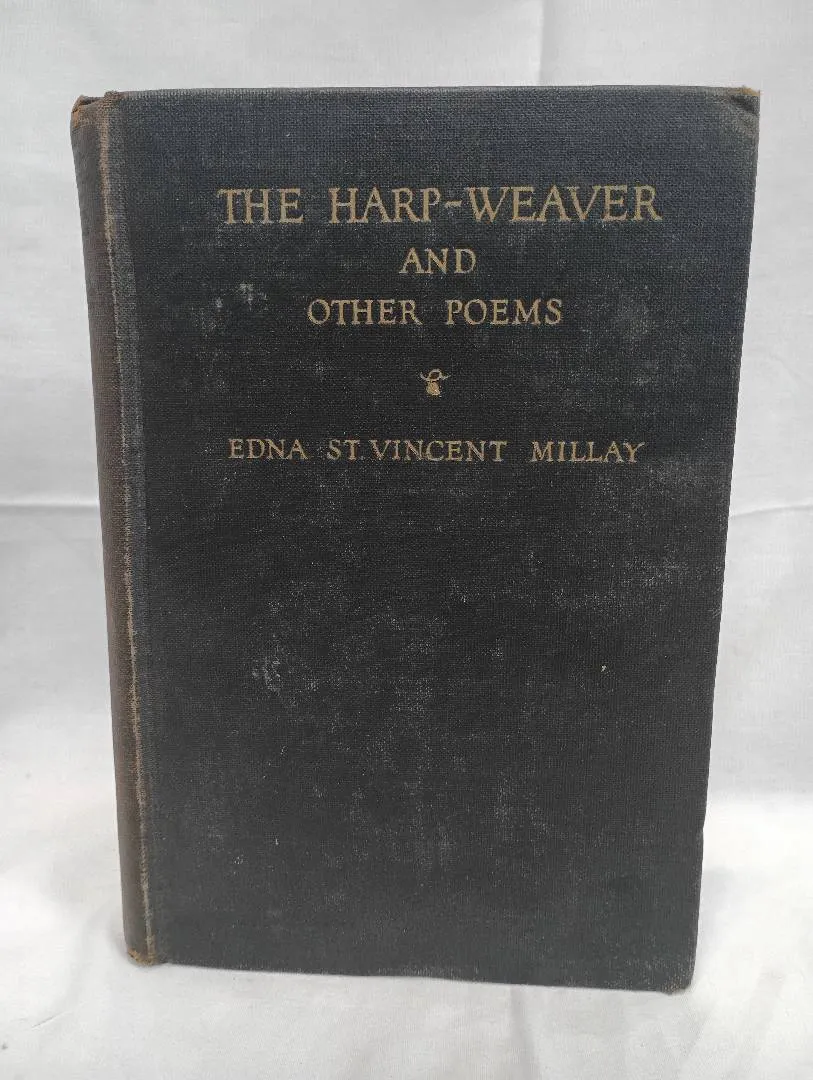 THE HARP-WEAVER
AND
OTHER POEMS
EDNA ST. VINCENT MILLAY